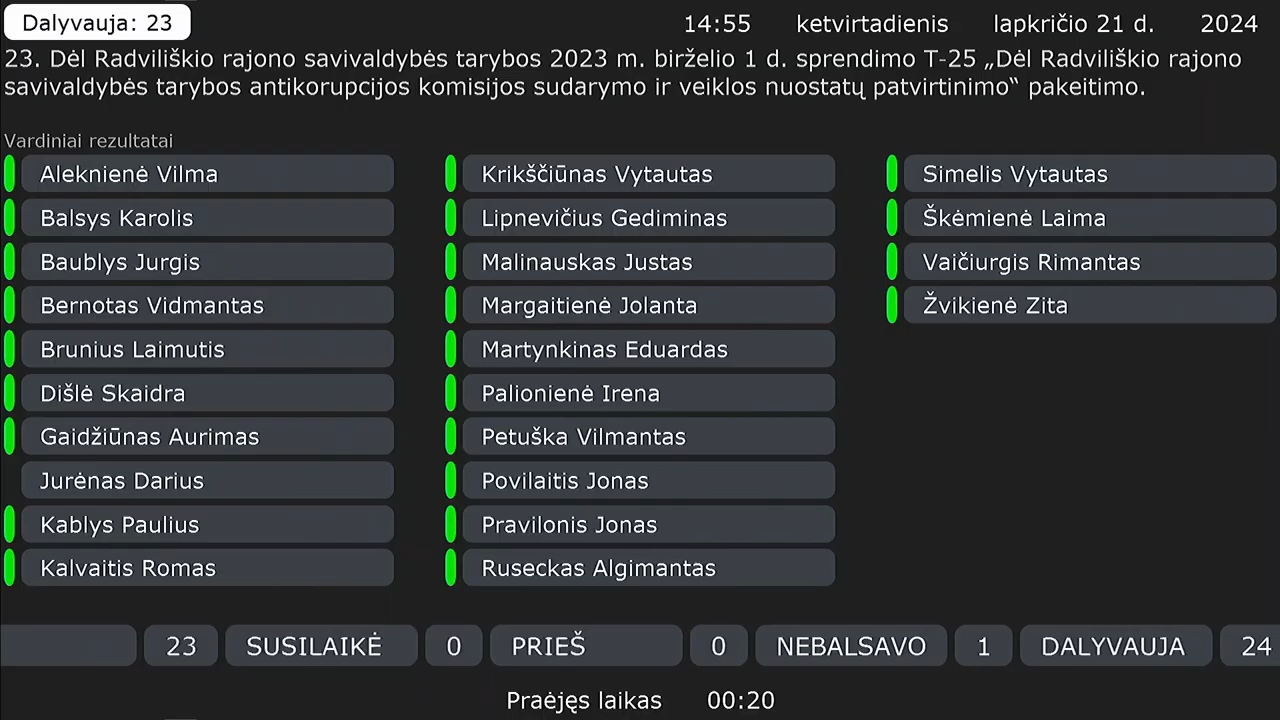 Dalyvauja: 23
14:55 ketvirtadienis lapkričio 21 d. 2024
23. Dėl Radviliškio rajono savivaldybės tarybos 2023 m. birželio 1 d. sprendimo T-25 „Dėl Radviliškio rajono
savivaldybės tarybos antikorupcijos komisijos sudarymo ir veiklos nuostatų patvirtinimo“ pakeitimo.
Vardiniai rezultatai
Aleknienė Vilma
Balsys Karolis
Baublys Jurgis
Bernotas Vidmantas
Brunius Laimutis
Dišlė Skaidra
Gaidžiūnas Aurimas
Jurėnas Darius
Kablys Paulius
Kalvaitis Romas
Krikščiūnas Vytautas
Lipnevičius Gediminas
Malinauskas Justas
Margaitienė Jolanta
Martynkinas Eduardas
Palionienė Irena
Petuška Vilmantas
Povilaitis Jonas
Pravilonis Jonas
Ruseckas Algimantas
Simelis Vytautas
Škėmienė Laima
Vaičiurgis Rimantas
Žvikienė Zita
23 SUSILAIKĖ 0 PRIEŠ 0 NEBALSAVO 1 DALYVAUJA 24
Praėjęs laikas 00:20